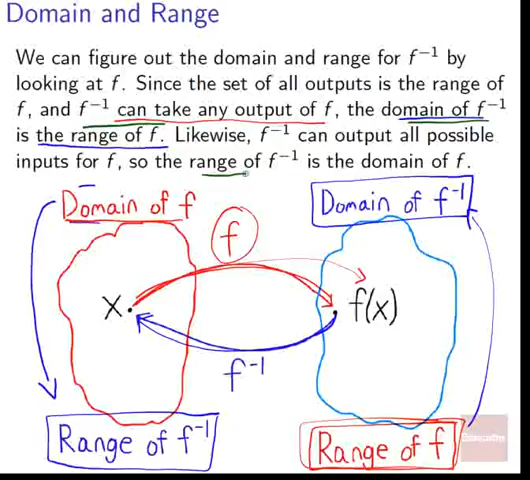 Domain and Range
We can figure out the domain and range for f⁻¹ by
looking at f. Since the set of all outputs is the range of
f, and f⁻¹ can take any output of f, the domain of f⁻¹
is the range of f. Likewise, f⁻¹ can output all possible
inputs for f, so the range of f⁻¹ is the domain of f.
Domain of f
f
Domain of f⁻¹
x
f(x)
f⁻¹
Range of f⁻¹
Range of f